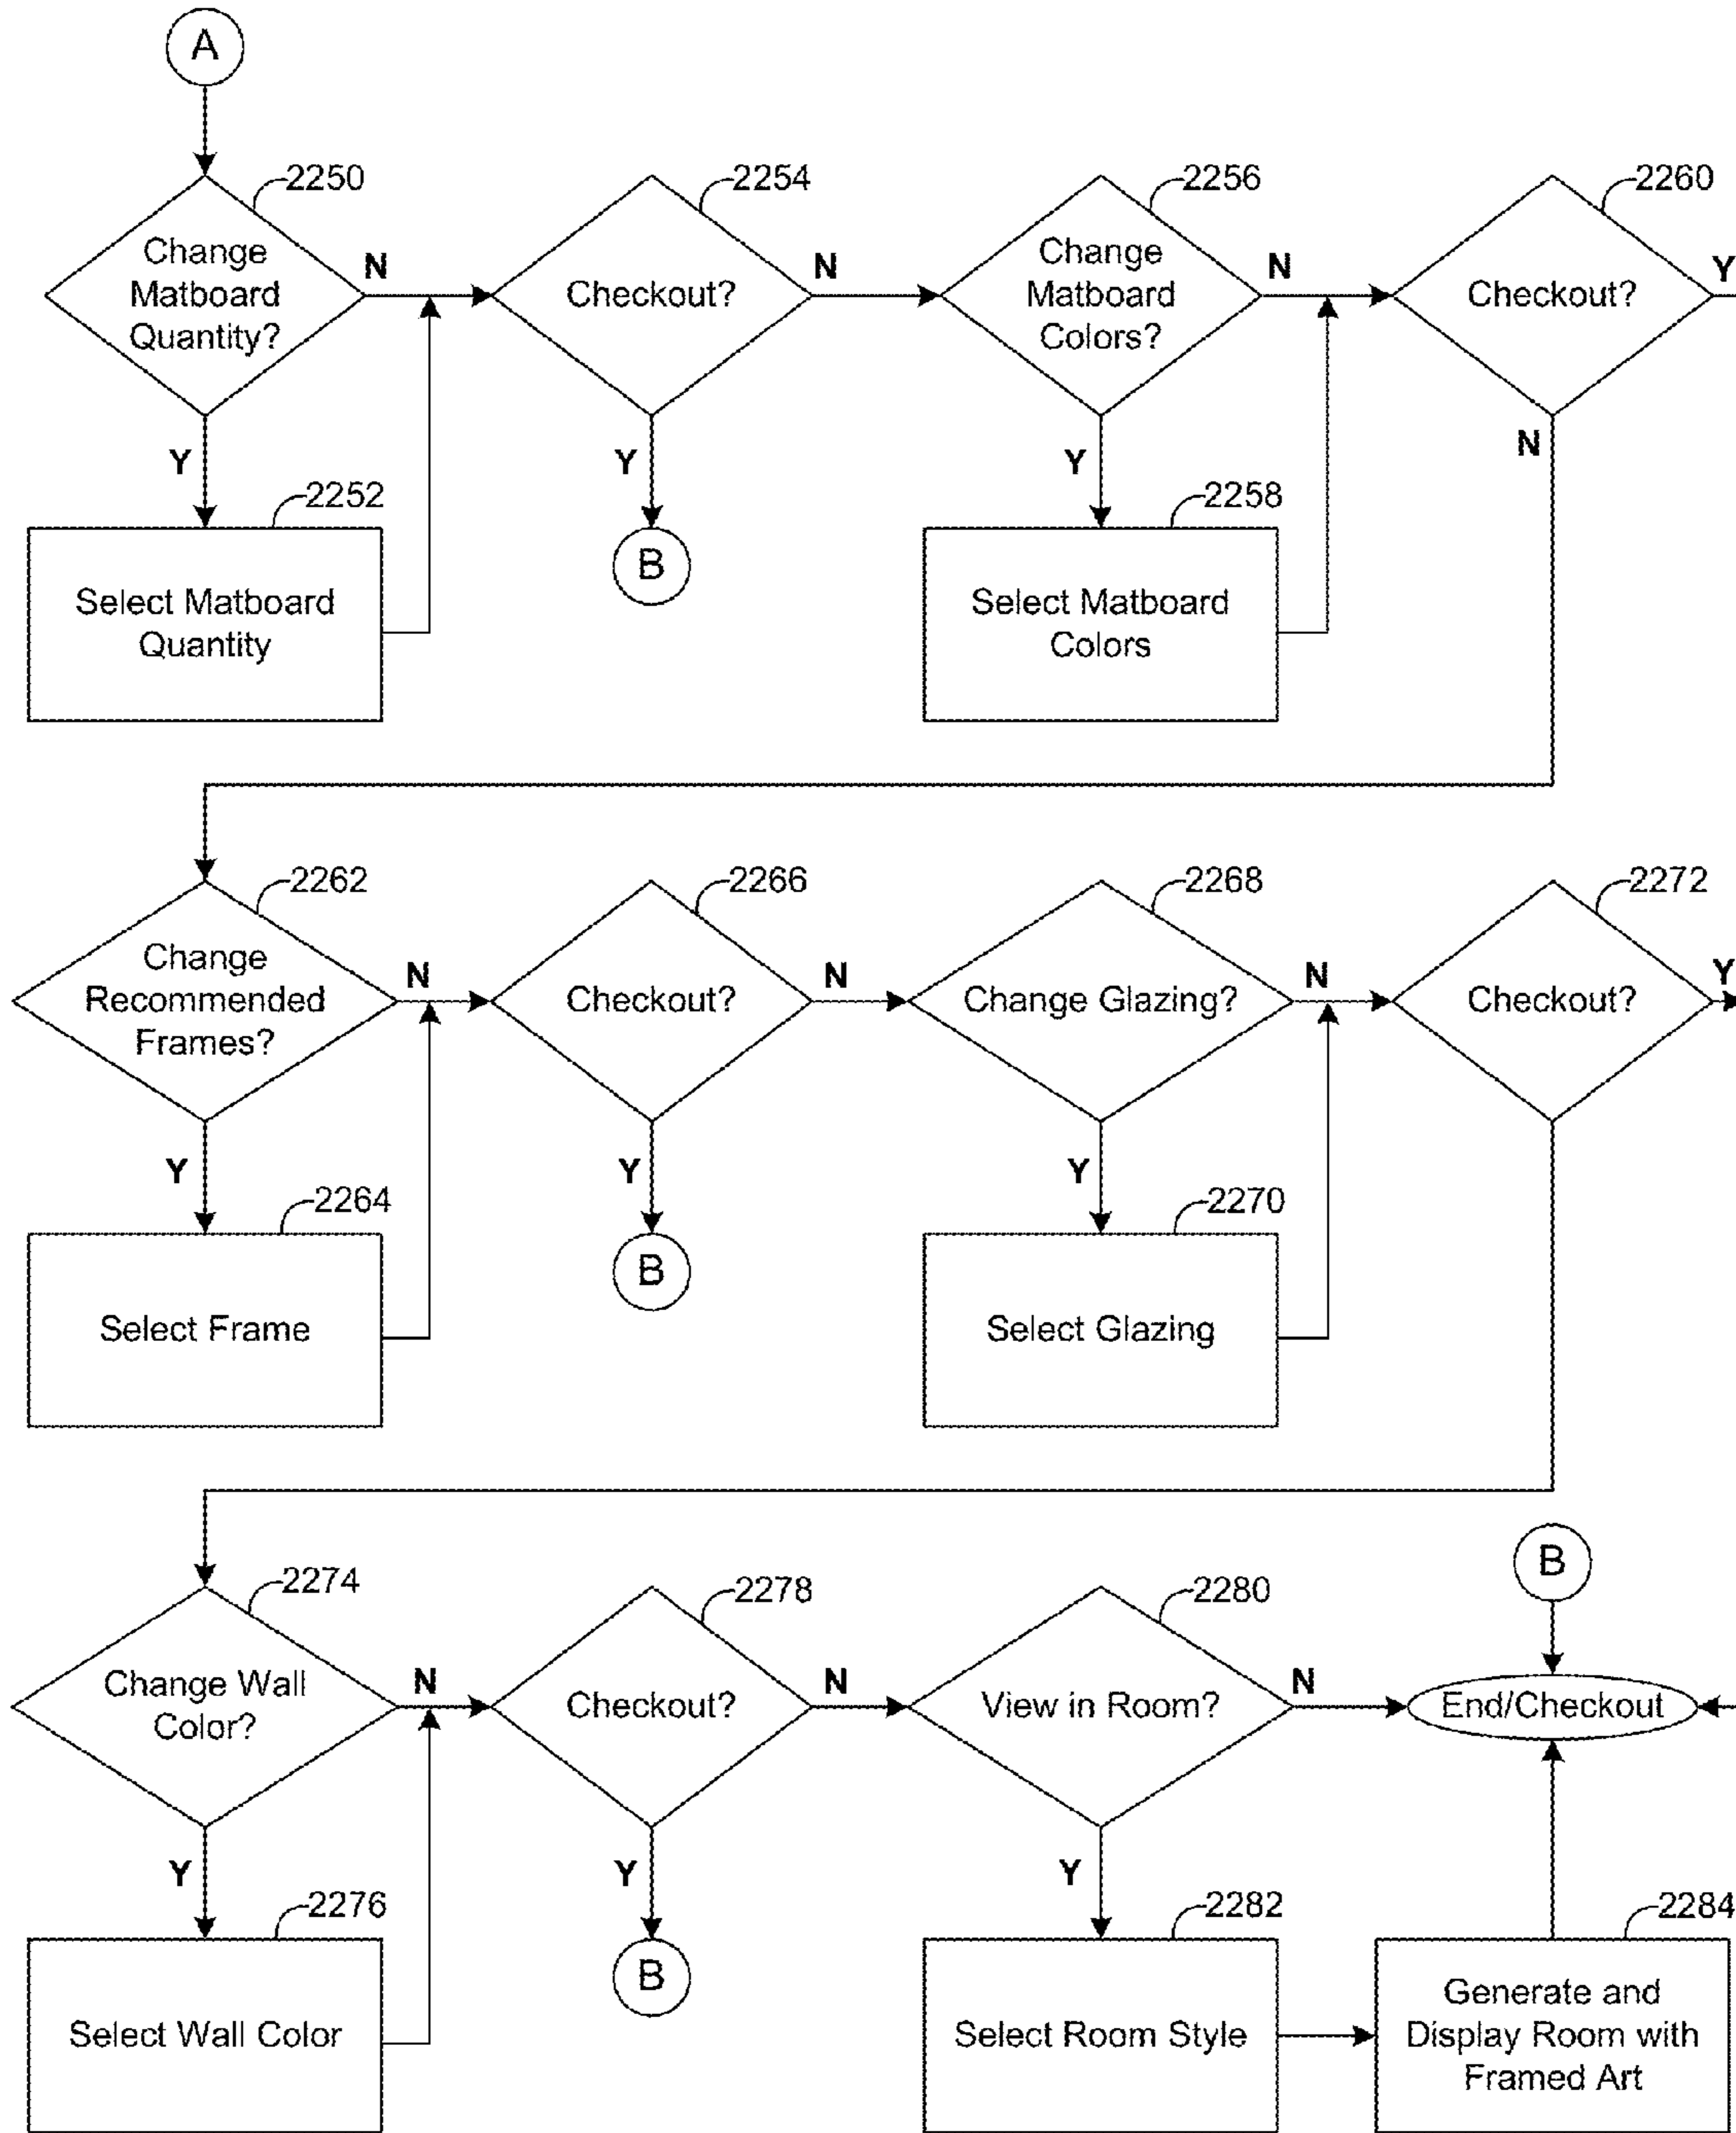 A
2250
2254
2256
2260
Change
Matboard
Quantity?
N
Checkout?
N
Change
Matboard
Colors?
N
Checkout?
Y
Y
Y
Y
N
2252
2258
Select Matboard
Quantity
B
Select Matboard
Colors
2262
2266
2268
2272
Change
Recommended
Frames?
N
Checkout?
N
Change Glazing?
N
Checkout?
Y
Y
Y
Y
2264
2270
Select Frame
B
Select Glazing
2274
2278
2280
B
Change Wall
Color?
N
Checkout?
N
View in Room?
N
End/Checkout
Y
Y
Y
2276
2282
2284
Select Wall Color
B
Select Room Style
Generate and
Display Room with
Framed Art